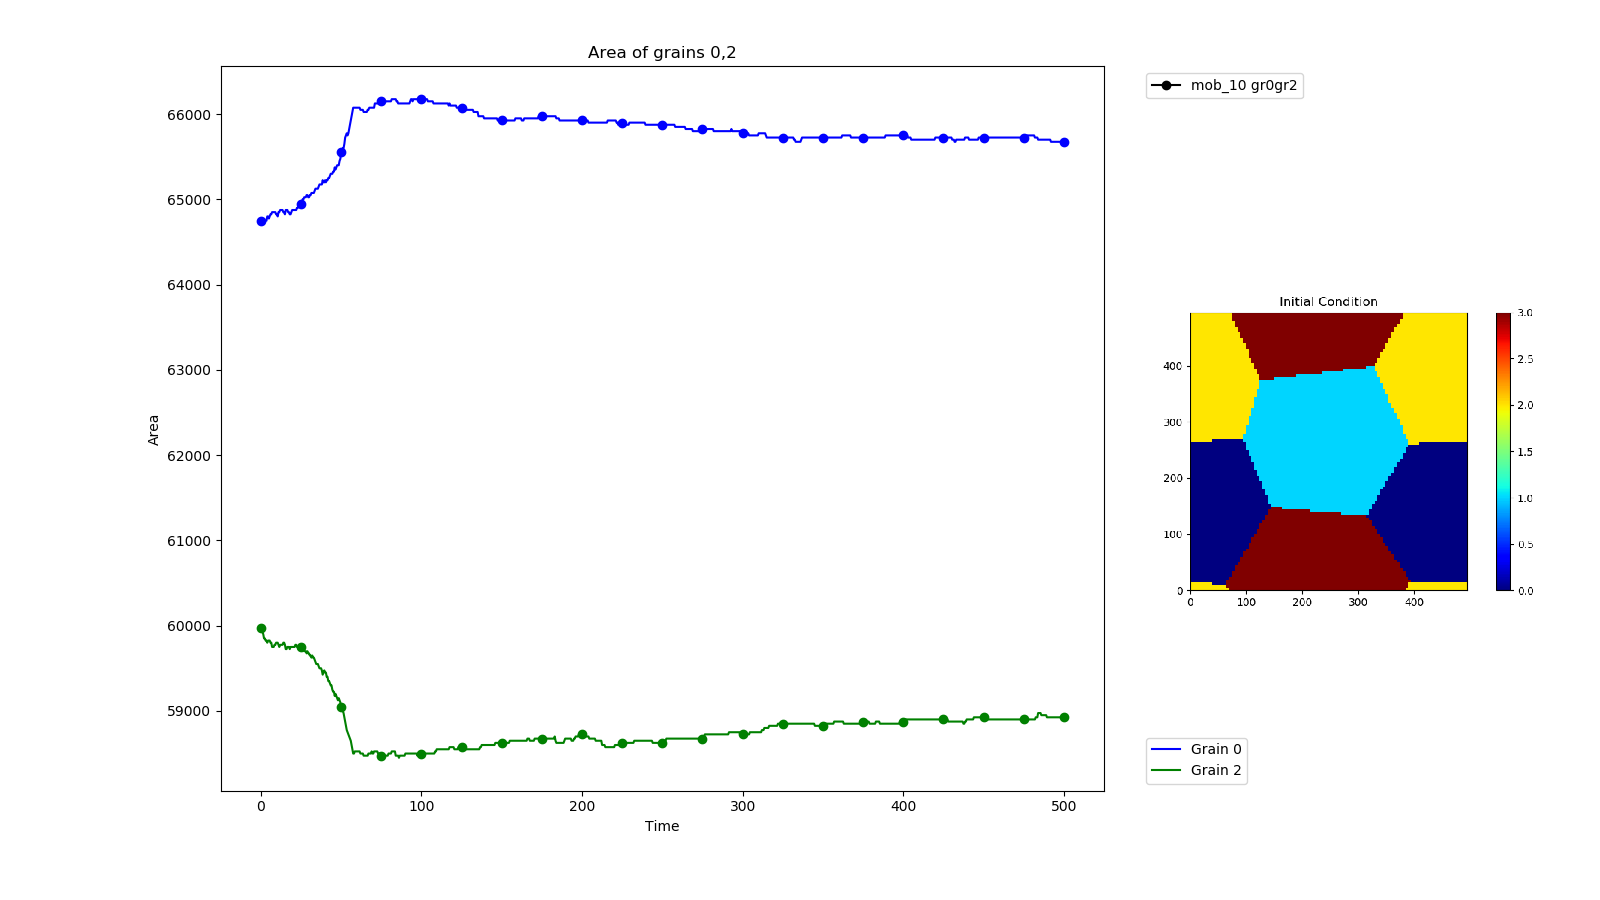 Area of grains 0,2
66000
65000
64000
63000
62000
61000
60000
59000
Area
0 100 200 300 400 500
Time
mob_10 gr0gr2
Initial Condition
400
300
200
100
0
0 100 200 300 400
3.0
2.5
2.0
1.5
1.0
0.5
0.0
Grain 0
Grain 2